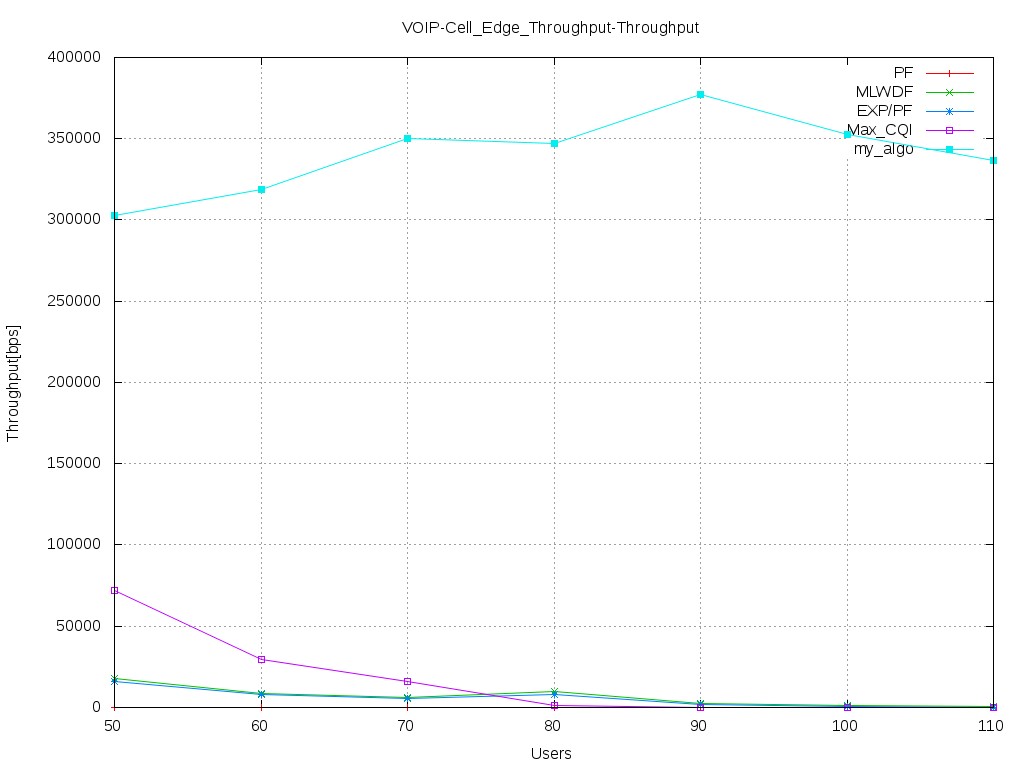 VOIP-Cell_Edge_Throughput-Throughput
400000
350000
300000
250000
200000
150000
100000
50000
0
Throughput[bps]
PF
MLWDF
EXP/PF
Max_CQI
my_algo
50 60 70 80 90 100 110
Users